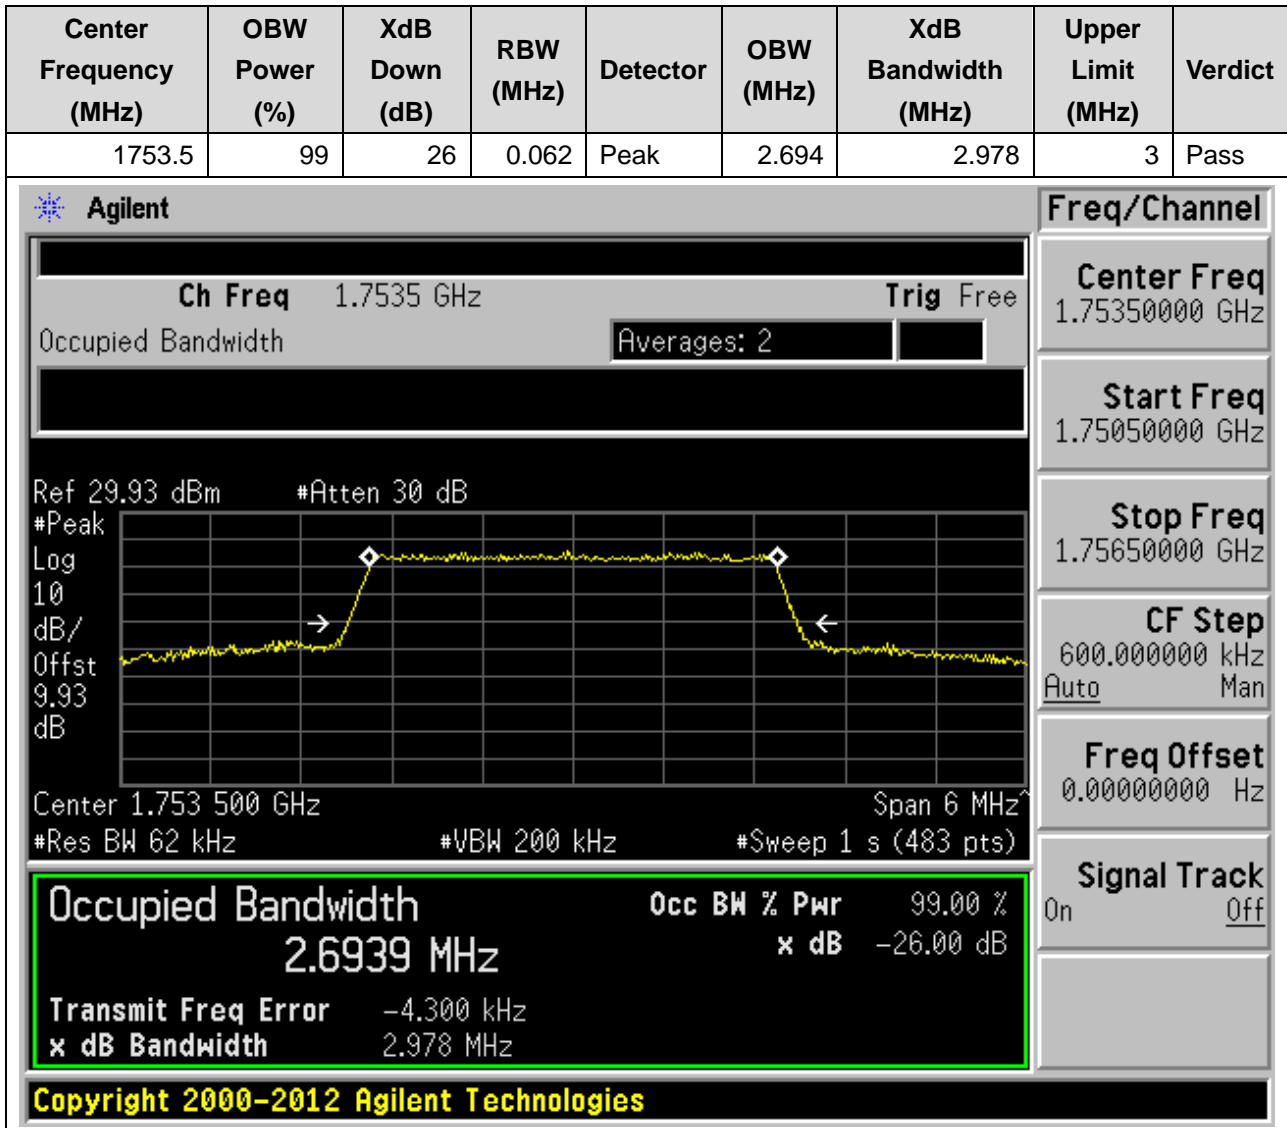 Center Frequency (MHz) OBW Power (%) XdB Down (dB) RBW (MHz) Detector OBW (MHz) XdB Bandwidth (MHz) Upper Limit (MHz) Verdict
1753.5 99 26 0.062 Peak 2.694 2.978 3 Pass
Agilent
Freq/Channel
Ch Freq 1.7535 GHz Trig Free
Occupied Bandwidth Averages: 2
Ref 29.93 dBm #Atten 30 dB
#Peak
Log
10
dB/
Offst
9.93
dB
Center 1.753 500 GHz Span 6 MHz^
#Res BW 62 kHz #VBW 200 kHz #Sweep 1 s (483 pts)
Occupied Bandwidth Occ BW % Pwr 99.00 %
2.6939 MHz x dB -26.00 dB
Transmit Freq Error -4.300 kHz
x dB Bandwidth 2.978 MHz
Center Freq
1.75350000 GHz
Start Freq
1.75050000 GHz
Stop Freq
1.75650000 GHz
CF Step
600.000000 kHz
Auto Man
Freq Offset
0.00000000 Hz
Signal Track
On Off
Copyright 2000-2012 Agilent Technologies